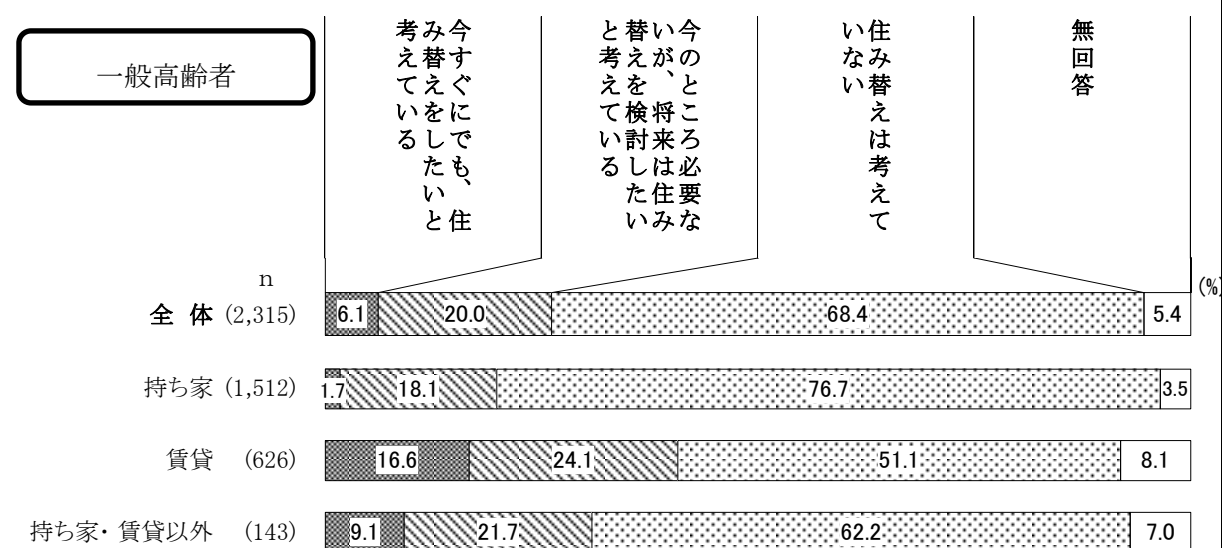 一般高齢者
今すぐにでも、住
み替えをしたいと
考えている
今のところ必要な
いが、将来は住み
替えを検討したい
と考えている
住み替えは考えて
いない
無回答
n
(%)
全 体 (2,315) 6.1 20.0 68.4 5.4
持ち家 (1,512) 1.7 18.1 76.7 3.5
賃貸 (626) 16.6 24.1 51.1 8.1
持ち家・賃貸以外 (143) 9.1 21.7 62.2 7.0